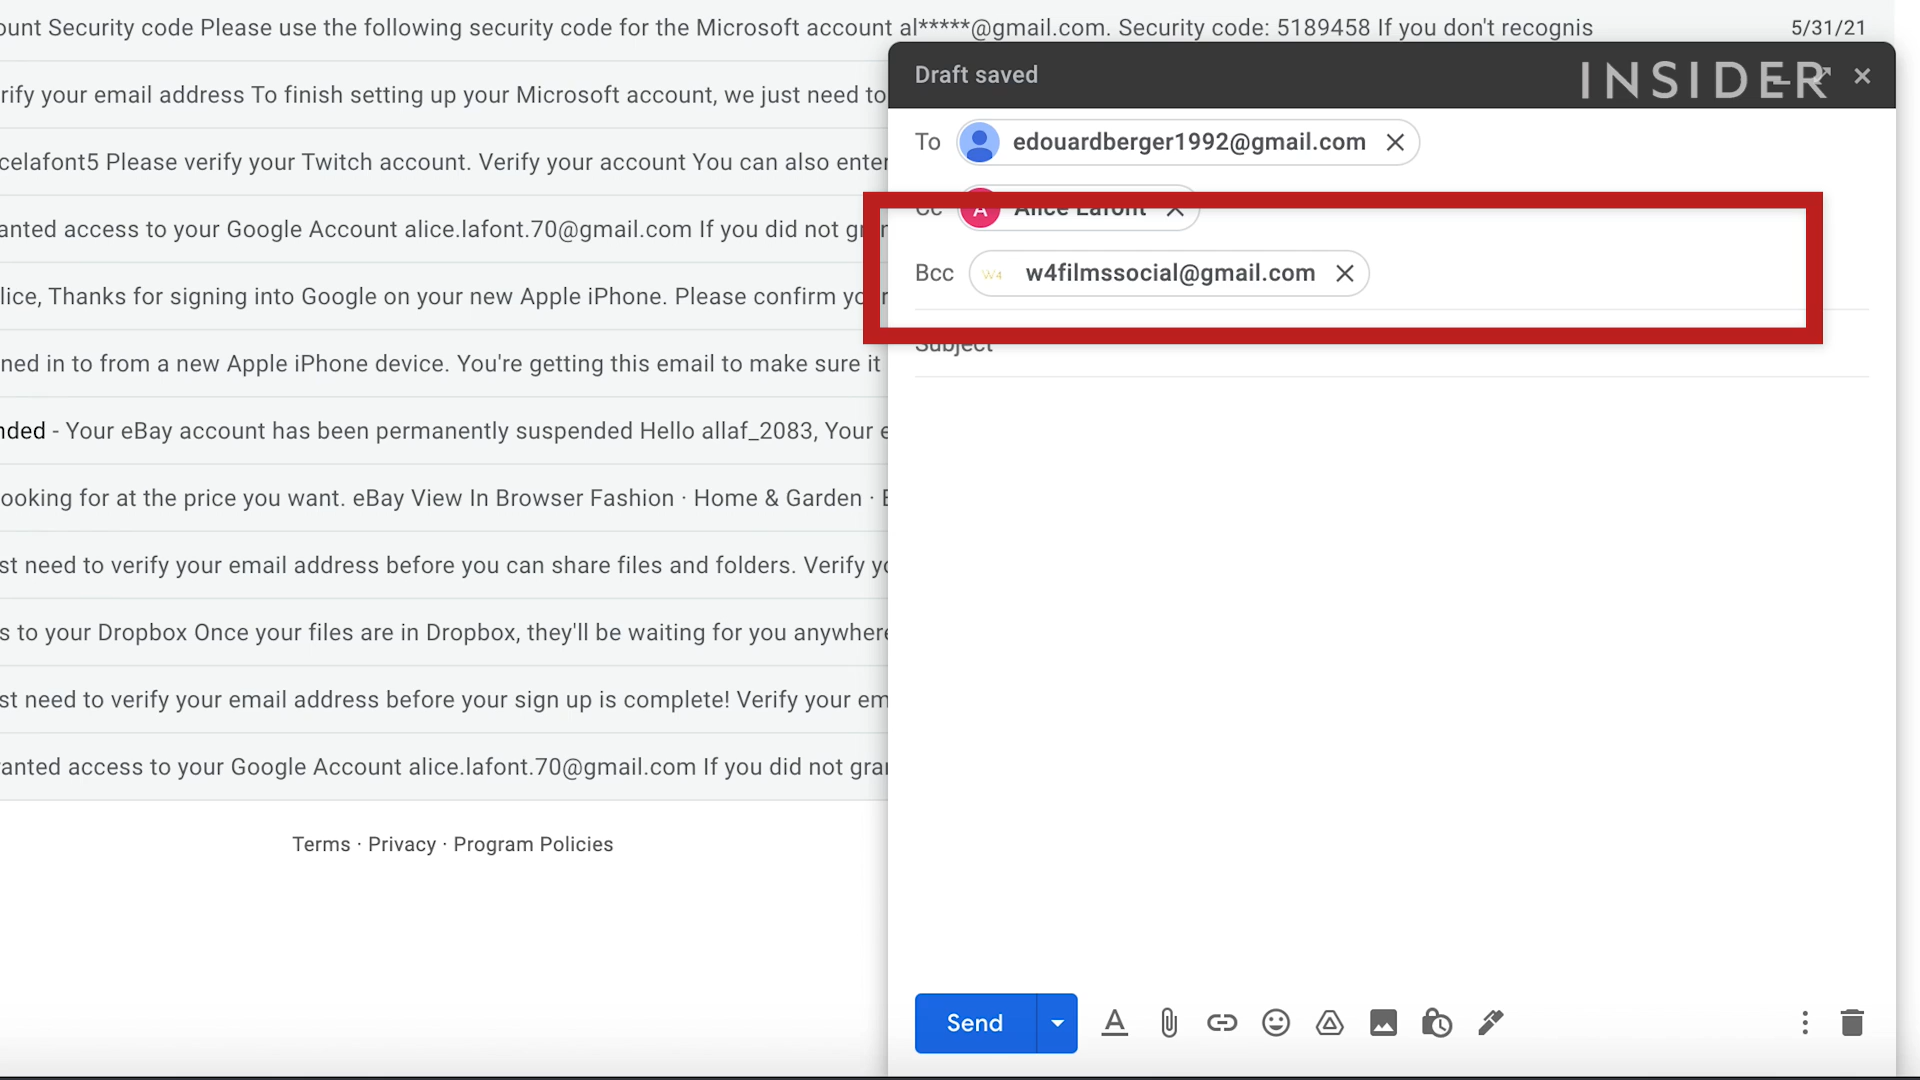 ount Security code Please use the following security code for the Microsoft account al*****@gmail.com. Security code: 5189458 If you don't recognis 5/31/21
rify your email address To finish setting up your Microsoft account, we just need to
celafont5 Please verify your Twitch account. Verify your account You can also enter
anted access to your Google Account alice.lafont.70@gmail.com If you did not gr
lice, Thanks for signing into Google on your new Apple iPhone. Please confirm yo
ned in to from a new Apple iPhone device. You're getting this email to make sure it
nded - Your eBay account has been permanently suspended Hello allaf_2083, Your e
ooking for at the price you want. eBay View In Browser Fashion · Home & Garden · E
st need to verify your email address before you can share files and folders. Verify yo
s to your Dropbox Once your files are in Dropbox, they'll be waiting for you anywhere
st need to verify your email address before your sign up is complete! Verify your em
ranted access to your Google Account alice.lafont.70@gmail.com If you did not gra
Terms · Privacy · Program Policies
Draft saved
INSIDER
To edouardberger1992@gmail.com
Cc A Alice Lafont
Bcc W4 w4filmssocial@gmail.com
Subject
Send